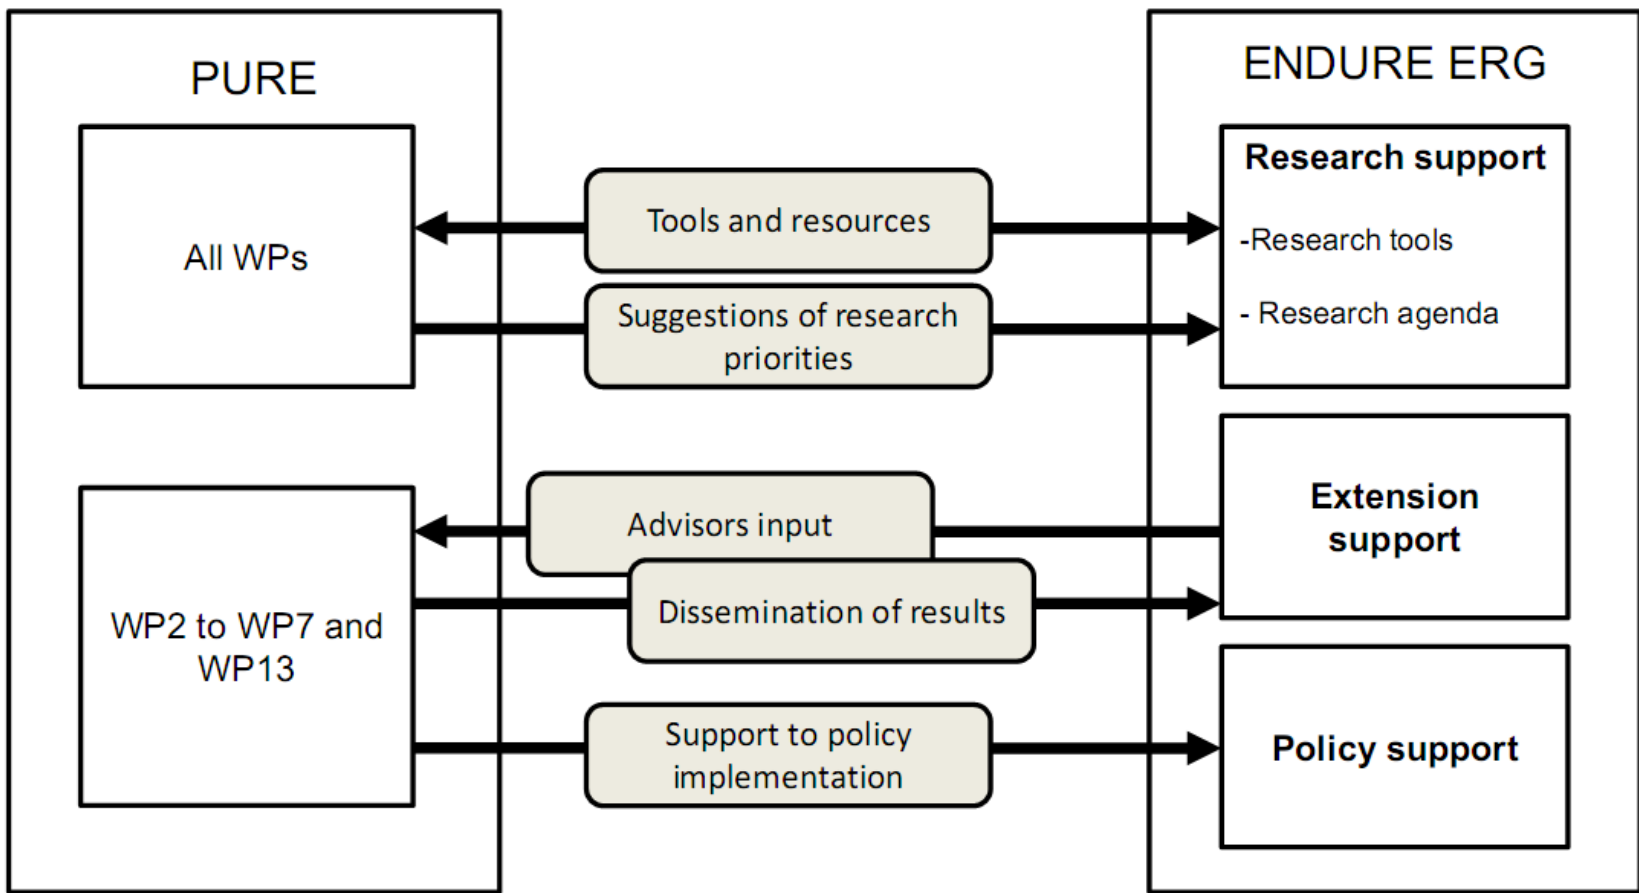 PURE
All WPs
WP2 to WP7 and
WP13
Tools and resources
Suggestions of research
priorities
Advisors input
Dissemination of results
Support to policy
implementation
ENDURE ERG
Research support
-Research tools
- Research agenda
Extension
support
Policy support